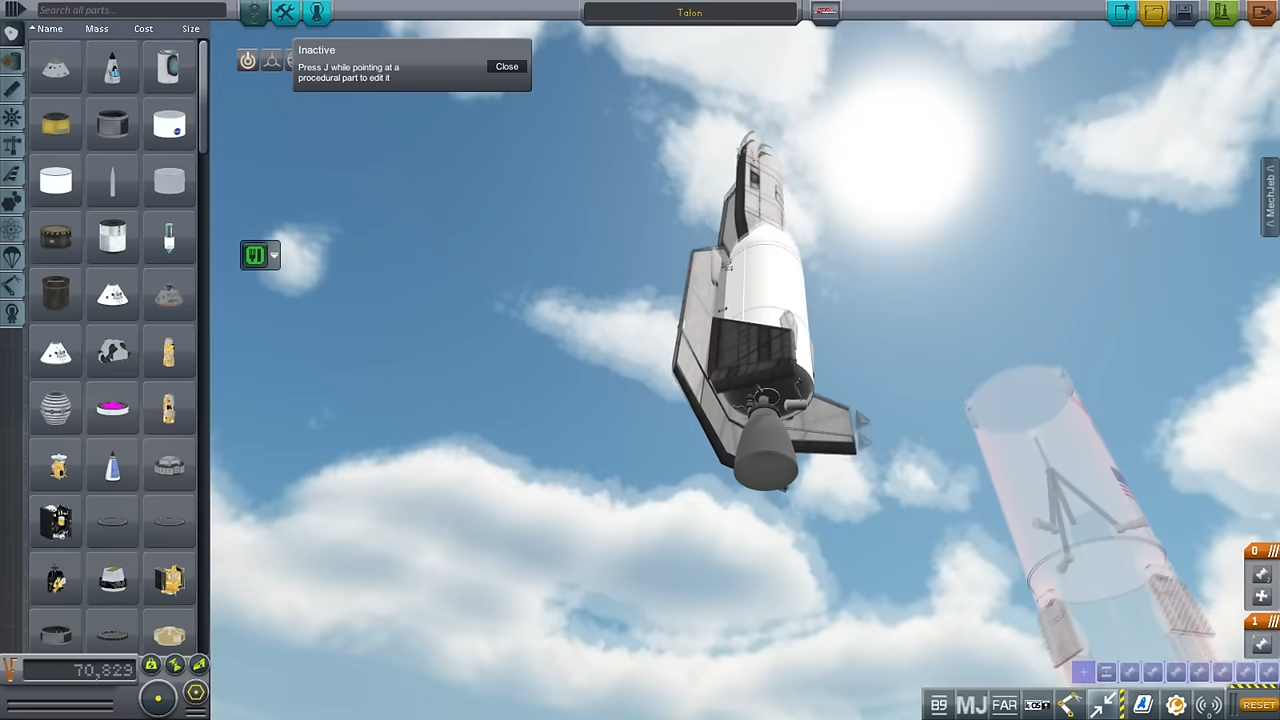 Search all parts...
Talon
Name Mass Cost Size
Inactive
Press J while pointing at a
procedural part to edit it
Close
/\ MechJeb /\
0
1
70,829
B9
MJ
FAR
RESET